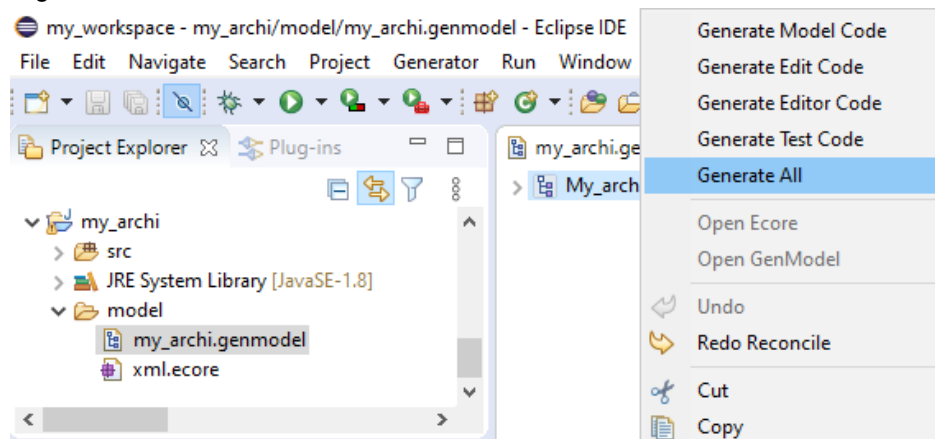 my_workspace - my_archi/model/my_archi.genmodel - Eclipse IDE
File Edit Navigate Search Project Generator Run Window
Project Explorer Plug-ins
my_archi.ge
My_arch
my_archi
src
JRE System Library [JavaSE-1.8]
model
my_archi.genmodel
xml.ecore
Generate Model Code
Generate Edit Code
Generate Editor Code
Generate Test Code
Generate All
Open Ecore
Open GenModel
Undo
Redo Reconcile
Cut
Copy